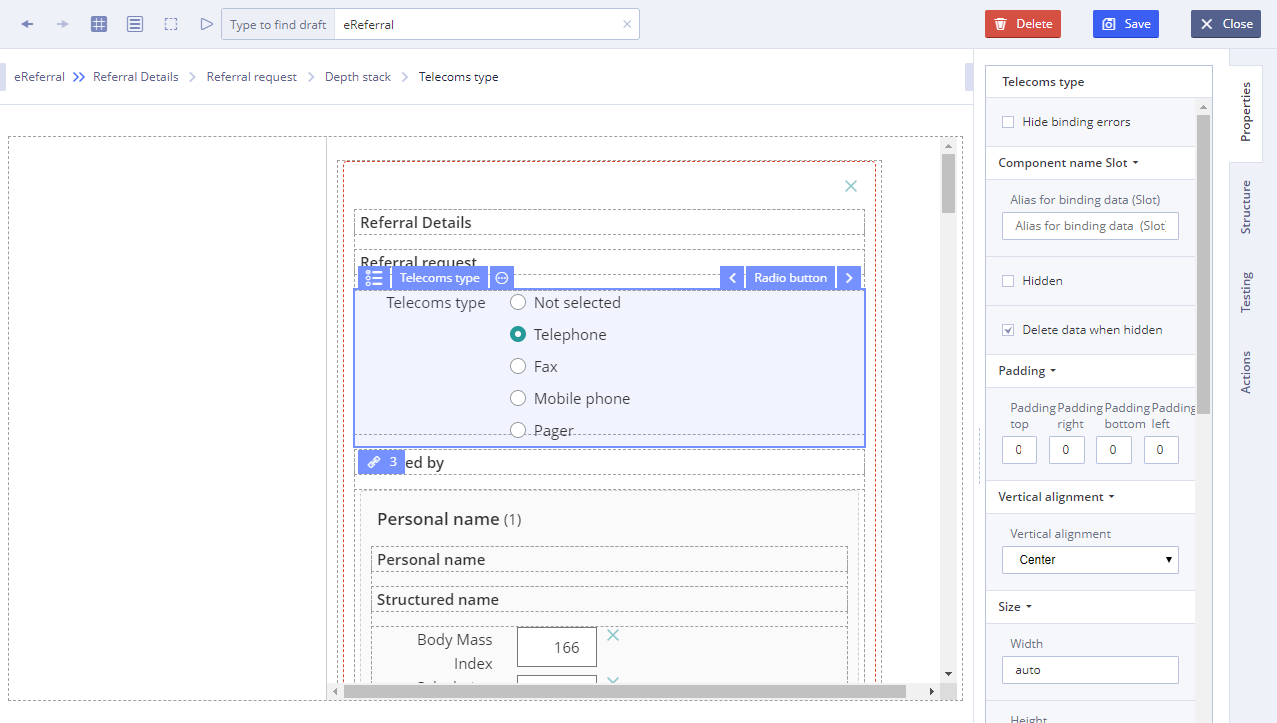 Type to find draft eReferral
Delete
Save
Close
eReferral Referral Details Referral request Depth stack Telecoms type
Referral Details
Referral request
Telecoms type
Radio button
Telecoms type
Not selected
Telephone
Fax
Mobile phone
Pager
3 ed by
Personal name (1)
Personal name
Structured name
Body Mass
Index
166
Telecoms type
Hide binding errors
Component name Slot
Alias for binding data (Slot)
Alias for binding data (Slot
Hidden
Delete data when hidden
Padding
Padding top
Padding right
Padding bottom
Padding left
0 0 0 0
Vertical alignment
Vertical alignment
Center
Size
Width
auto
Height
Properties
Structure
Testing
Actions